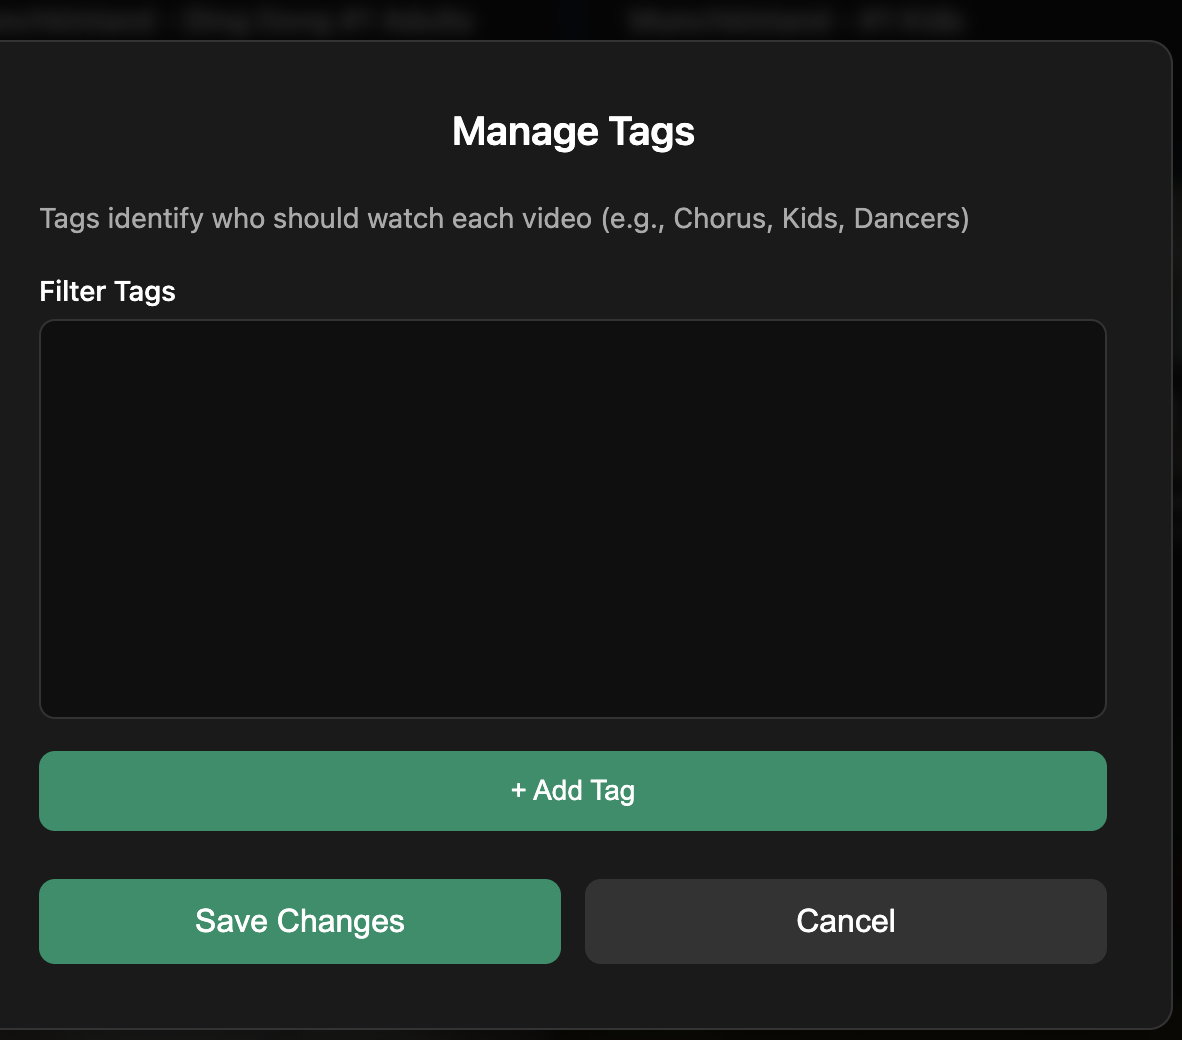 Manage Tags
Tags identify who should watch each video (e.g., Chorus, Kids, Dancers)
Filter Tags
+ Add Tag
Save Changes
Cancel